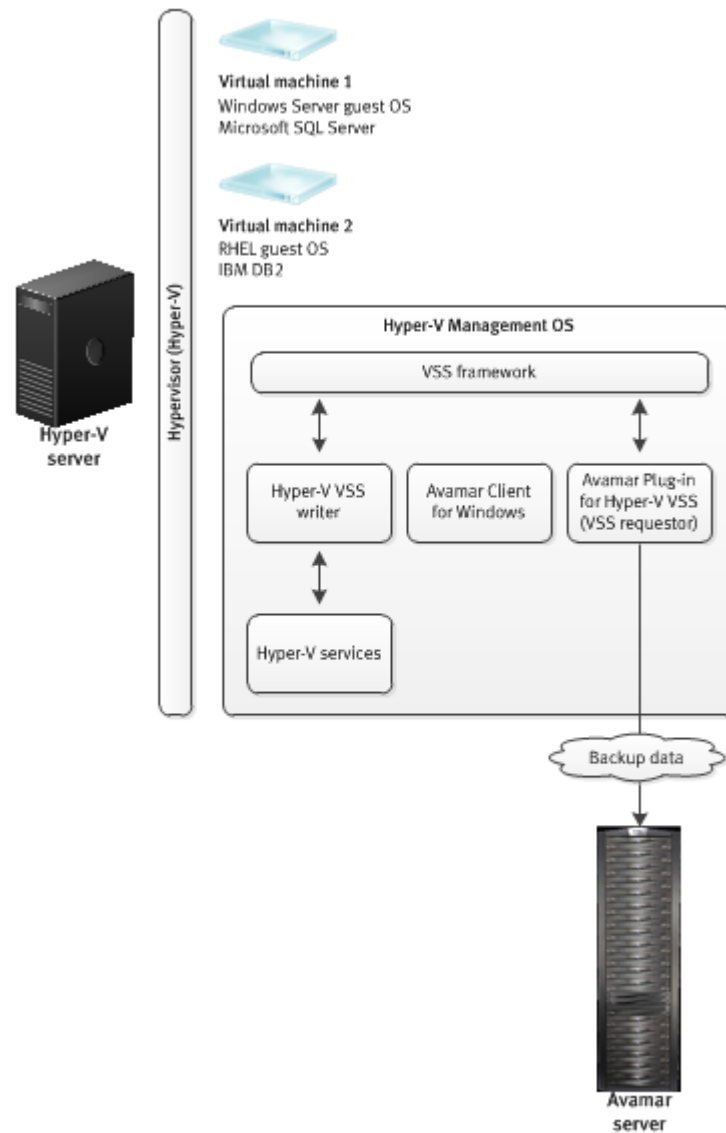 Virtual machine 1
Windows Server guest OS
Microsoft SQL Server
Virtual machine 2
RHEL guest OS
IBM DB2
Hyper-V
server
Hypervisor (Hyper-V)
Hyper-V Management OS
VSS framework
Hyper-V VSS
writer
Avamar Client
for Windows
Avamar Plug-in
for Hyper-V VSS
(VSS requestor)
Hyper-V services
Backup data
Avamar
server